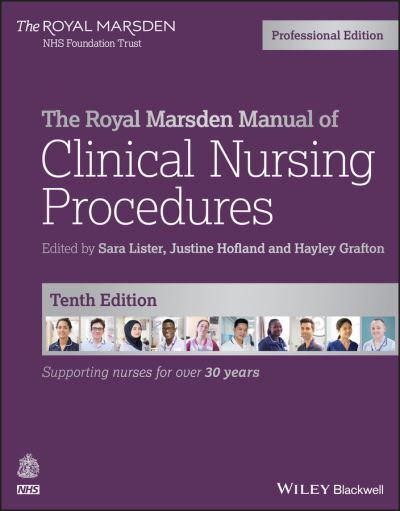 The ROYAL MARSDEN
NHS Foundation Trust
Professional Edition
The Royal Marsden Manual of
Clinical Nursing
Procedures
Edited by Sara Lister, Justine Hofland and Hayley Grafton
Tenth Edition
Supporting nurses for over 30 years
NHS
WILEY Blackwell